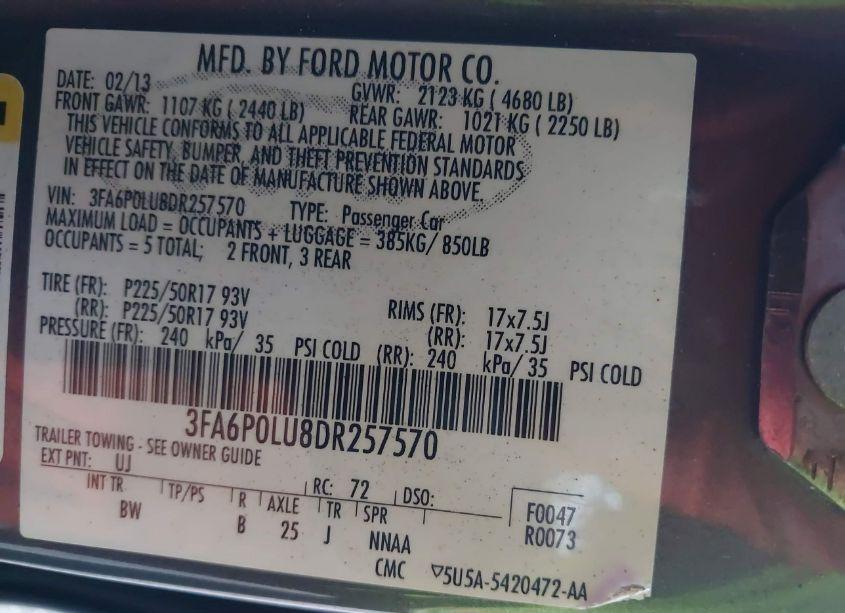 MFD. BY FORD MOTOR CO.
DATE: 02/13 GVWR: 2123 KG ( 4680 LB)
FRONT GAWR: 1107 KG ( 2440 LB) REAR GAWR: 1021 KG ( 2250 LB)
THIS VEHICLE CONFORMS TO ALL APPLICABLE FEDERAL MOTOR
VEHICLE SAFETY, BUMPER, AND THEFT PREVENTION STANDARDS
IN EFFECT ON THE DATE OF MANUFACTURE SHOWN ABOVE.
VIN: 3FA6P0LU8DR257570 TYPE: Passenger Car
MAXIMUM LOAD = OCCUPANTS + LUGGAGE = 385KG/ 850LB
OCCUPANTS = 5 TOTAL; 2 FRONT, 3 REAR
TIRE (FR): P225/50R17 93V RIMS (FR): 17x7.5J
(RR): P225/50R17 93V (RR): 17x7.5J
PRESSURE (FR): 240 kPa/ 35 PSI COLD (RR): 240 kPa/ 35 PSI COLD
3FA6P0LU8DR257570
TRAILER TOWING - SEE OWNER GUIDE
EXT PNT: UJ RC: 72 DSO: F0047
INT TR TP/PS R AXLE TR SPR R0073
BW B 25 J NNAA
CMC ▽5U5A-5420472-AA